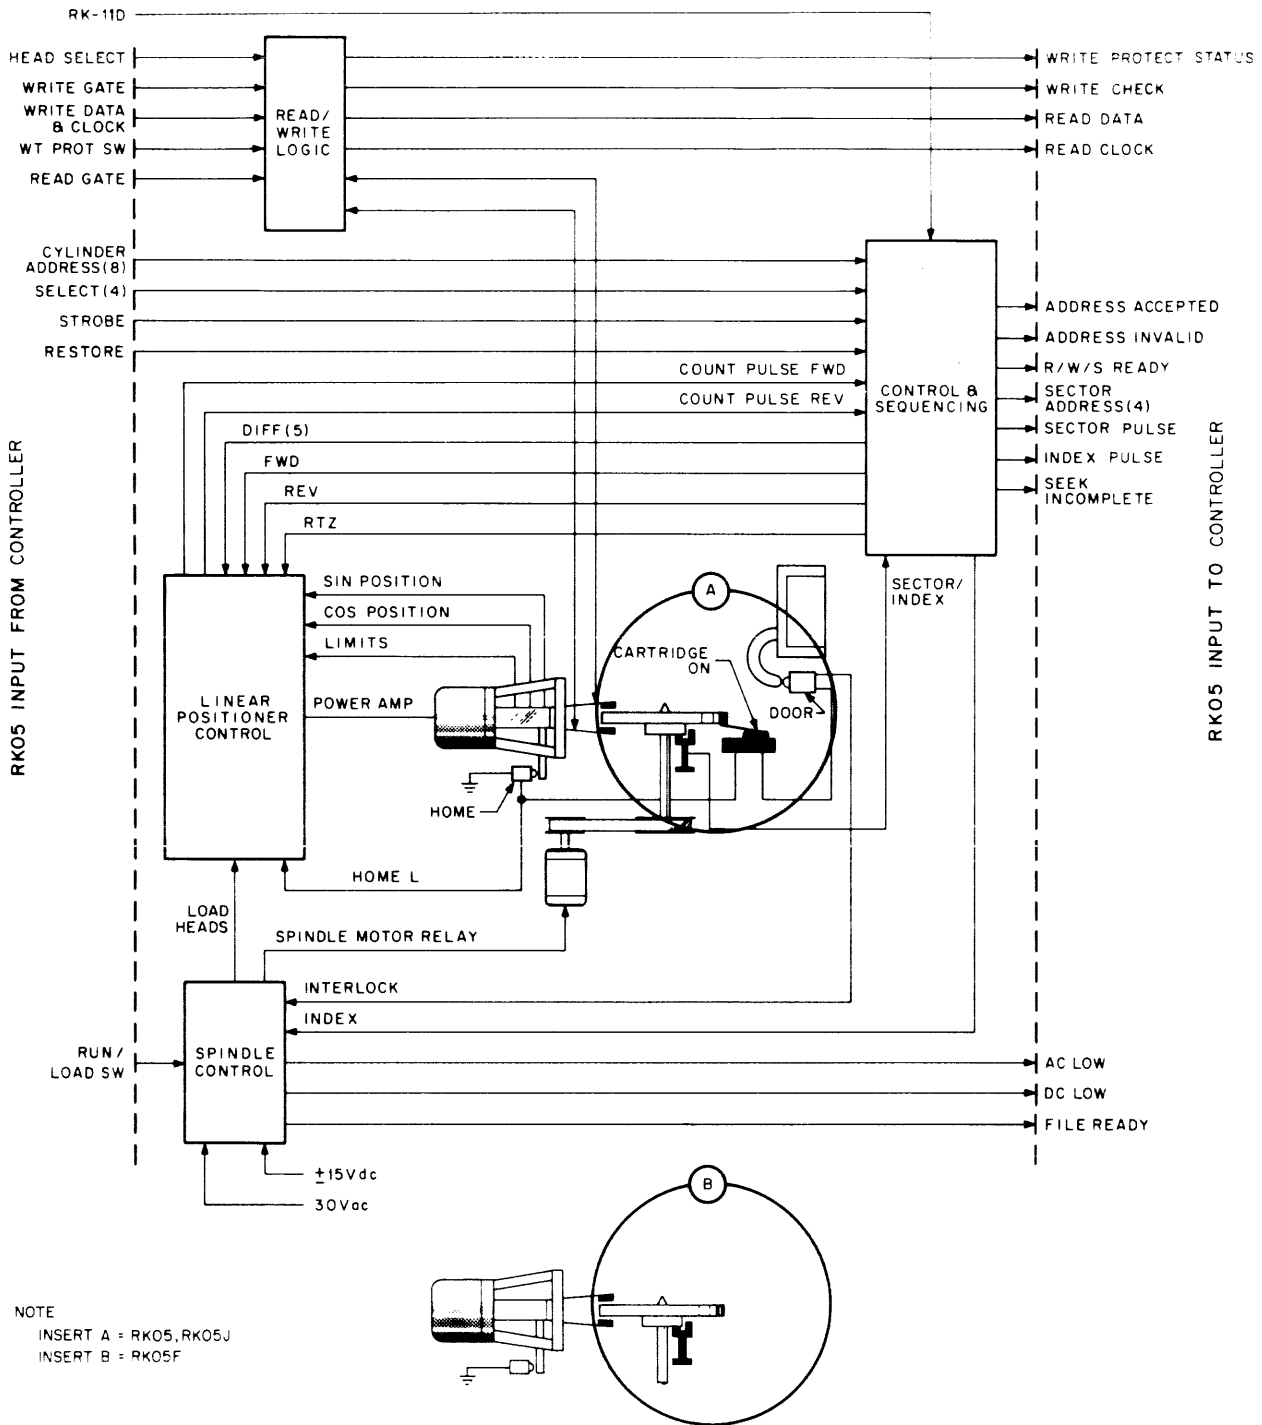 RK-11D
HEAD SELECT
WRITE GATE
WRITE DATA
& CLOCK
WT PROT SW
READ GATE
READ/
WRITE
LOGIC
WRITE PROTECT STATUS
WRITE CHECK
READ DATA
READ CLOCK
CYLINDER
ADDRESS(8)
SELECT(4)
STROBE
RESTORE
COUNT PULSE FWD
COUNT PULSE REV
DIFF(5)
FWD
REV
RTZ
CONTROL &
SEQUENCING
ADDRESS ACCEPTED
ADDRESS INVALID
R/W/S READY
SECTOR
ADDRESS(4)
SECTOR PULSE
INDEX PULSE
SEEK
INCOMPLETE
RK05 INPUT FROM CONTROLLER
RK05 INPUT TO CONTROLLER
SIN POSITION
COS POSITION
LIMITS
POWER AMP
LINEAR
POSITIONER
CONTROL
SECTOR/
INDEX
A
CARTRIDGE
ON
DOOR
HOME
HOME L
LOAD
HEADS
SPINDLE MOTOR RELAY
INTERLOCK
INDEX
RUN/
LOAD SW
SPINDLE
CONTROL
AC LOW
DC LOW
FILE READY
±15Vdc
30Vac
B
NOTE
INSERT A = RK05,RK05J
INSERT B = RK05F